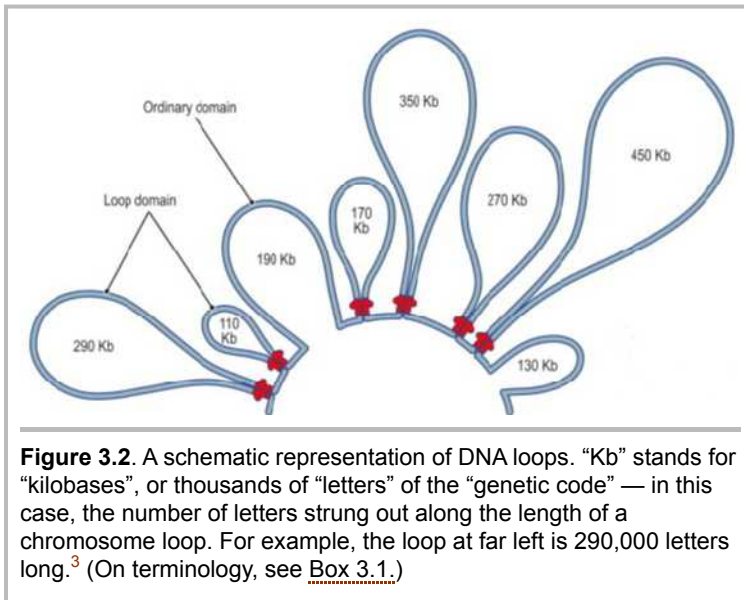 350 Kb
Ordinary domain
450 Kb
Loop domain
170
Kb
270 Kb
190 Kb
110
Kb
290 Kb
130 Kb
Figure 3.2. A schematic representation of DNA loops. “Kb” stands for
“kilobases”, or thousands of “letters” of the “genetic code” — in this
case, the number of letters strung out along the length of a
chromosome loop. For example, the loop at far left is 290,000 letters
long.3 (On terminology, see Box 3.1.)